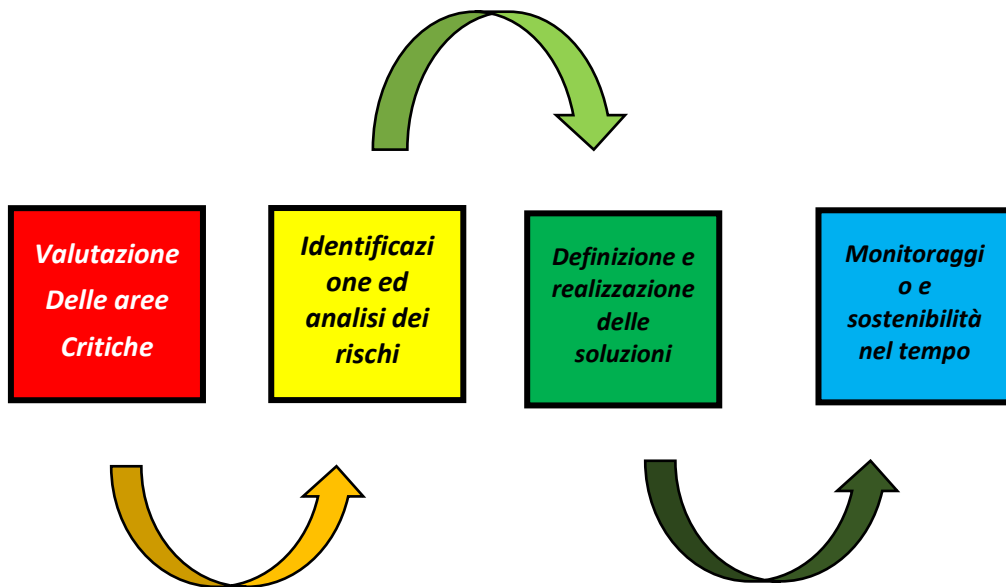 Valutazione
Delle aree
Critiche
Identificazi
one ed
analisi dei
rischi
Definizione e
realizzazione
delle
soluzioni
Monitoraggi
o e
sostenibilità
nel tempo